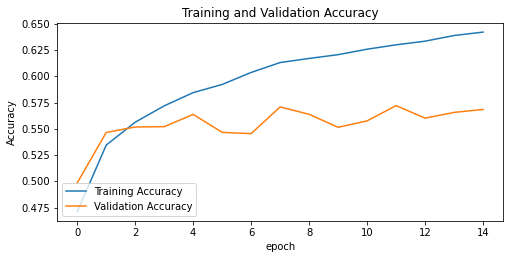 Training and Validation Accuracy
Accuracy
0.650
0.625
0.600
0.575
0.550
0.525
0.500
0.475
Training Accuracy
Validation Accuracy
0 2 4 6 8 10 12 14
epoch